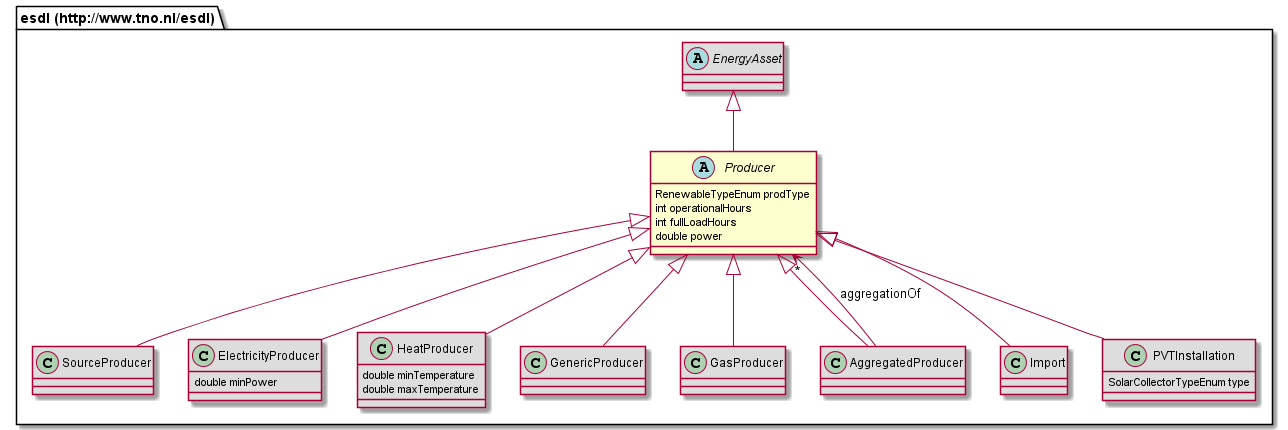 esdl (http://www.tno.nl/esdl)
A EnergyAsset
A Producer
RenewableTypeEnum prodType
int operationalHours
int fullLoadHours
double power
*
aggregationOf
C SourceProducer
C ElectricityProducer
double minPower
C HeatProducer
double minTemperature
double maxTemperature
C GenericProducer
C GasProducer
C AggregatedProducer
C Import
C PVTInstallation
SolarCollectorTypeEnum type